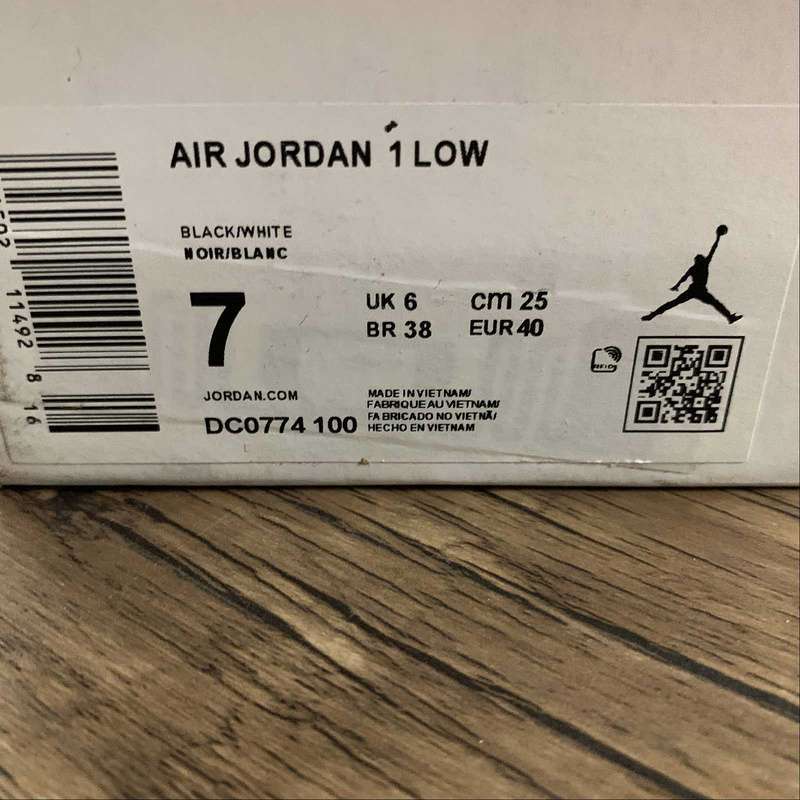 AIR JORDAN 1 LOW
BLACK/WHITE
NOIR/BLANC
7
UK 6 cm 25
BR 38 EUR 40
JORDAN.COM
DC0774 100
MADE IN VIETNAM/
FABRIQUE AU VIETNAM/
FABRICADO NO VIETNÃ/
HECHO EN VIETNAM
RFIDs
11492 8 16